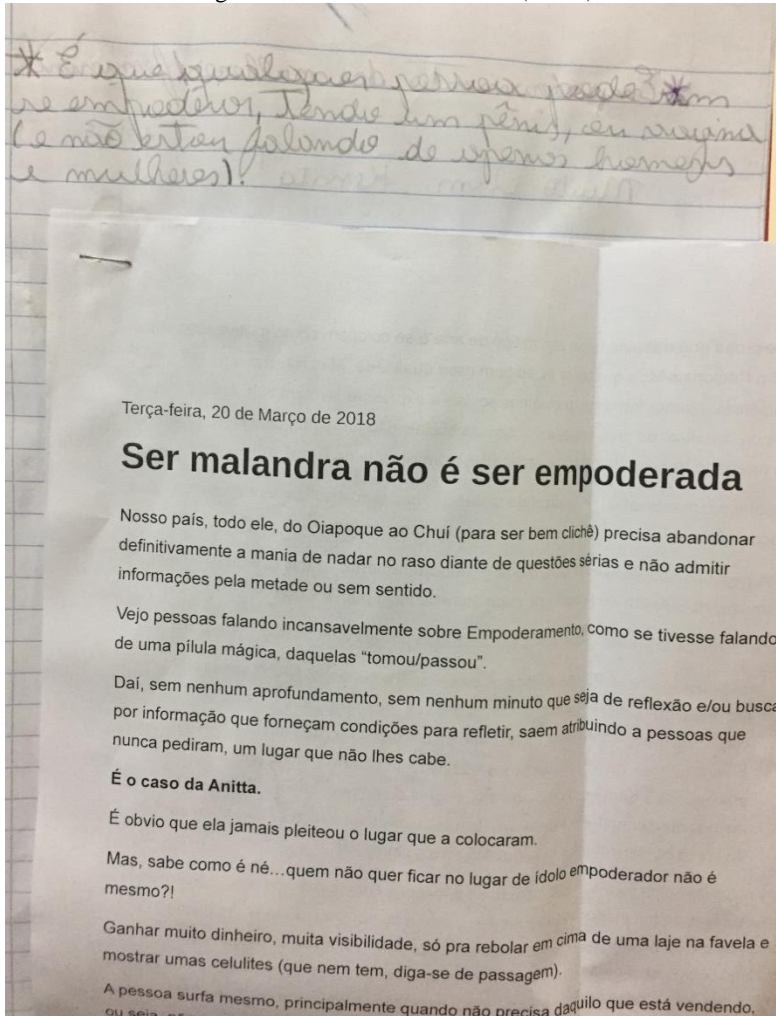 * É que qualquer pessoa pode * 
se empoderar, Tendo um pênis, ou vagina
(e não estou falando de apenas homens
e mulheres).
Terça-feira, 20 de Março de 2018
Ser malandra não é ser empoderada
Nosso país, todo ele, do Oiapoque ao Chuí (para ser bem clichê) precisa abandonar
definitivamente a mania de nadar no raso diante de questões sérias e não admitir
informações pela metade ou sem sentido.
Vejo pessoas falando incansavelmente sobre Empoderamento, como se tivesse falando
de uma pílula mágica, daquelas “tomou/passou”.
Daí, sem nenhum aprofundamento, sem nenhum minuto que seja de reflexão e/ou busca
por informação que forneçam condições para refletir, saem atribuindo a pessoas que
nunca pediram, um lugar que não lhes cabe.
É o caso da Anitta.
É obvio que ela jamais pleiteou o lugar que a colocaram.
Mas, sabe como é né...quem não quer ficar no lugar de ídolo empoderador não é
mesmo?!
Ganhar muito dinheiro, muita visibilidade, só pra rebolar em cima de uma laje na favela e
mostrar umas celulites (que nem tem, diga-se de passagem).
A pessoa surfa mesmo, principalmente quando não precisa daquilo que está vendendo,
ou seja,